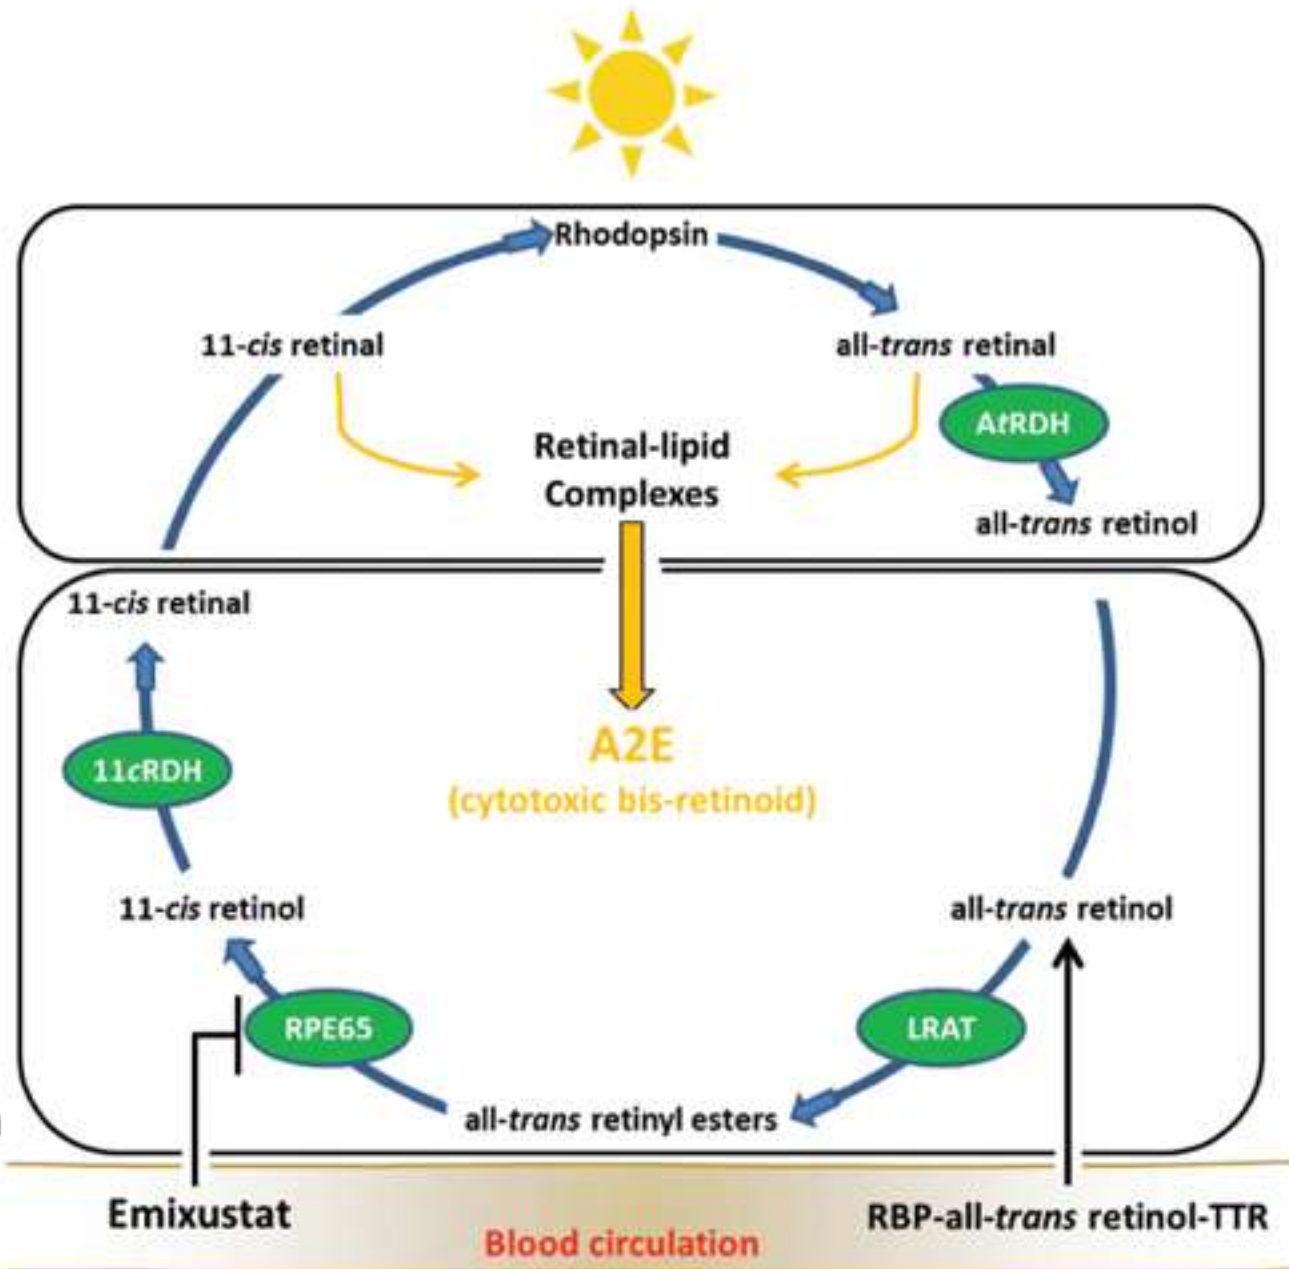 Rhodopsin
11-cis retinal
all-trans retinal
AtRDH
Retinal-lipid
Complexes
all-trans retinol
11-cis retinal
A2E
(cytotoxic bis-retinoid)
11cRDH
11-cis retinol
all-trans retinol
RPE65
LRAT
all-trans retinyl esters
Emixustat
RBP-all-trans retinol-TTR
Blood circulation